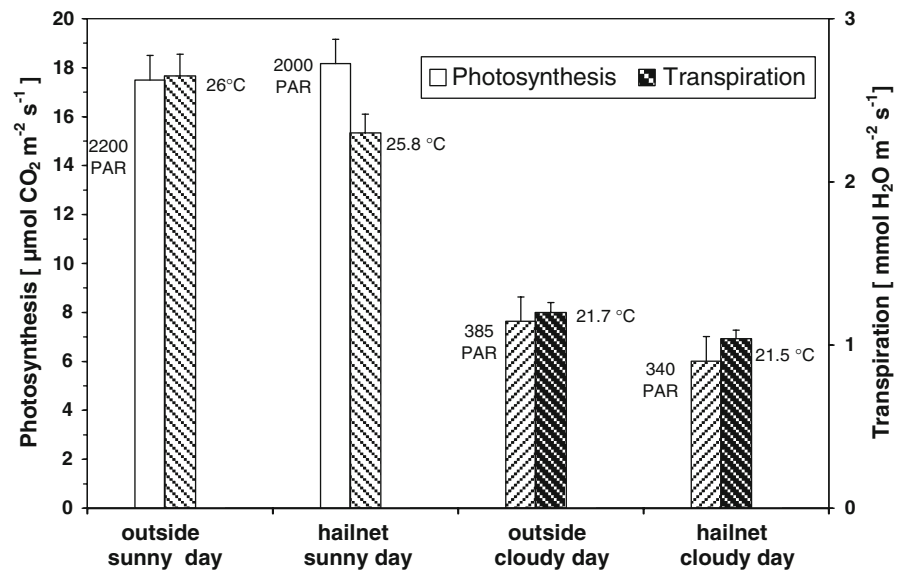 Photosynthesis [ µmol CO₂ m⁻² s⁻¹ ]
20
18
16
14
12
10
8
6
4
2
0
Photosynthesis Transpiration
2200
PAR
26°C
2000
PAR
25.8 °C
385
PAR
21.7 °C
340
PAR
21.5 °C
3
2
1
0
Transpiration [ mmol H₂O m⁻² s⁻¹ ]
outside
sunny day
hailnet
sunny day
outside
cloudy day
hailnet
cloudy day